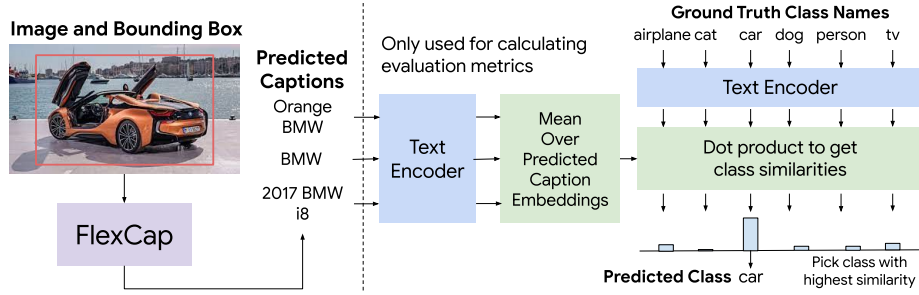 Image and Bounding Box
FlexCap
Predicted
Captions
Orange
BMW
BMW
2017 BMW
i8
Only used for calculating
evaluation metrics
Text
Encoder
Mean
Over
Predicted
Caption
Embeddings
Ground Truth Class Names
airplane cat car dog person tv
Text Encoder
Dot product to get
class similarities
Predicted Class car
Pick class with
highest similarity